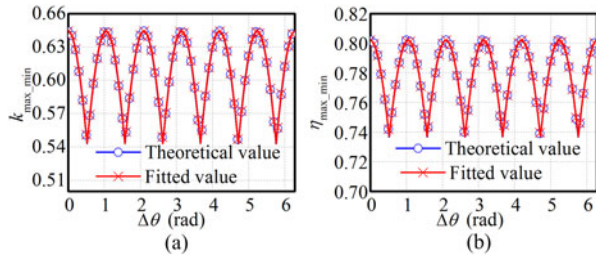 0.66
0.63
0.60
0.57
0.54
0.51
k max_min
Theoretical value
Fitted value
0 1 2 3 4 5 6
Δθ (rad)
(a)
0.82
0.80
0.78
0.76
0.74
0.72
0.70
η max_min
Theoretical value
Fitted value
0 1 2 3 4 5 6
Δθ (rad)
(b)